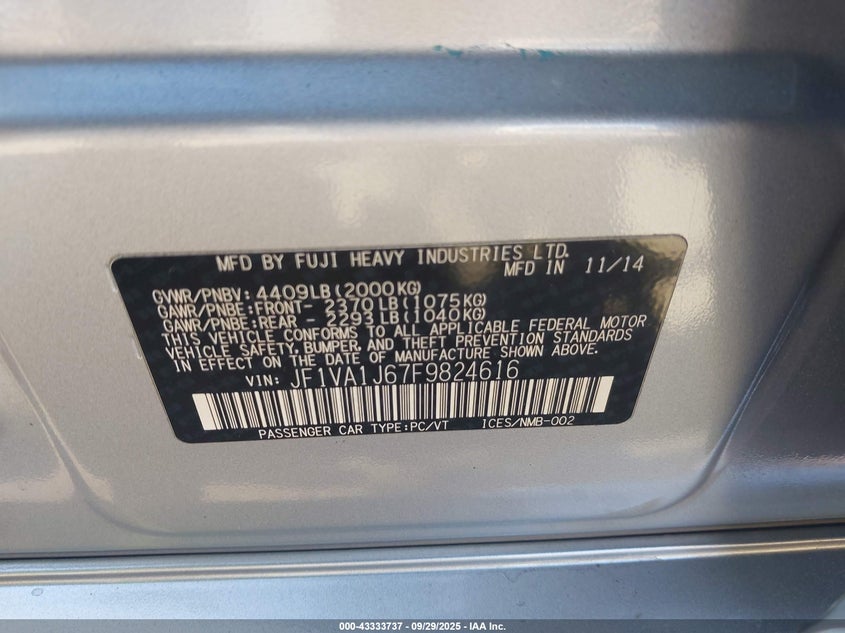 MFD BY FUJI HEAVY INDUSTRIES LTD.
MFD IN 11/14
GVWR/PNBV: 4409LB(2000KG)
GAWR/PNBE:FRONT- 2370LB(1075KG)
GAWR/PNBE:REAR - 2293LB(1040KG)
THIS VEHICLE CONFORMS TO ALL APPLICABLE FEDERAL MOTOR
VEHICLE SAFETY, BUMPER, AND THEFT PREVENTION STANDARDS
IN EFFECT ON THE DATE OF MANUFACTURE SHOWN ABOVE.
VIN: JF1VA1J67F9824616
PASSENGER CAR TYPE:PC/VT ICES/NMB-002
000-43333737 - 09/29/2025 - IAA Inc.